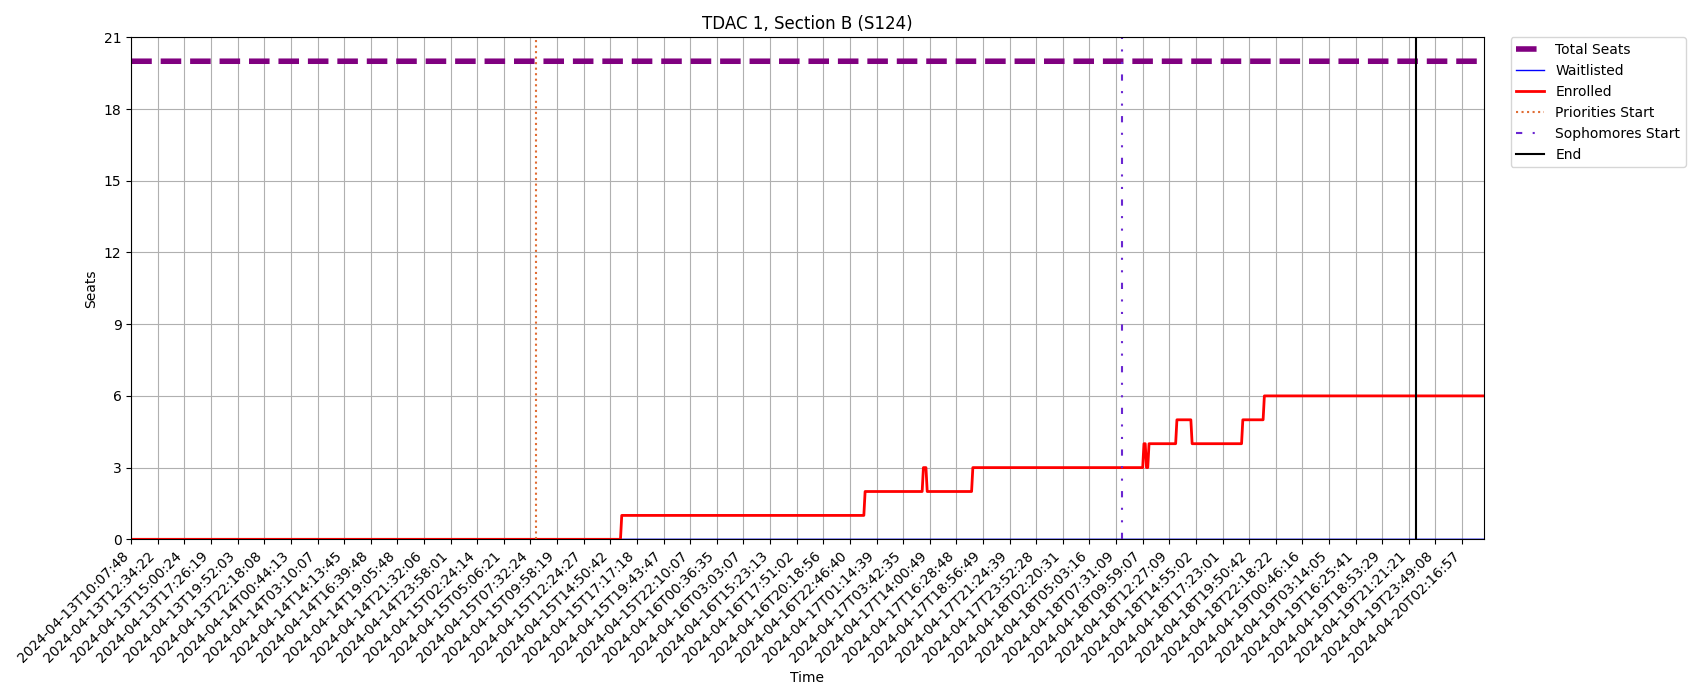 TDAC 1, Section B (S124)
Total Seats
Waitlisted
Enrolled
Priorities Start
Sophomores Start
End
21
18
15
12
9
6
3
0
Seats
2024-04-13T10:07:48
2024-04-13T12:34:22
2024-04-13T15:00:24
2024-04-13T17:26:19
2024-04-13T19:52:03
2024-04-13T22:18:08
2024-04-14T00:44:13
2024-04-14T03:10:07
2024-04-14T14:13:45
2024-04-14T16:39:48
2024-04-14T19:05:48
2024-04-14T21:32:06
2024-04-14T23:58:01
2024-04-15T02:24:14
2024-04-15T05:06:21
2024-04-15T07:32:24
2024-04-15T09:58:19
2024-04-15T12:24:27
2024-04-15T14:50:42
2024-04-15T17:17:18
2024-04-15T19:43:47
2024-04-15T22:10:07
2024-04-16T00:36:35
2024-04-16T03:03:07
2024-04-16T15:23:13
2024-04-16T17:51:02
2024-04-16T20:18:56
2024-04-16T22:46:40
2024-04-17T01:14:39
2024-04-17T03:42:35
2024-04-17T14:00:49
2024-04-17T16:28:48
2024-04-17T18:56:49
2024-04-17T21:24:39
2024-04-17T23:52:28
2024-04-18T02:20:31
2024-04-18T05:03:16
2024-04-18T07:31:09
2024-04-18T09:59:07
2024-04-18T12:27:09
2024-04-18T14:55:02
2024-04-18T17:23:01
2024-04-18T19:50:42
2024-04-18T22:18:22
2024-04-19T00:46:16
2024-04-19T03:14:05
2024-04-19T16:25:41
2024-04-19T18:53:29
2024-04-19T21:21:21
2024-04-19T23:49:08
2024-04-20T02:16:57
Time